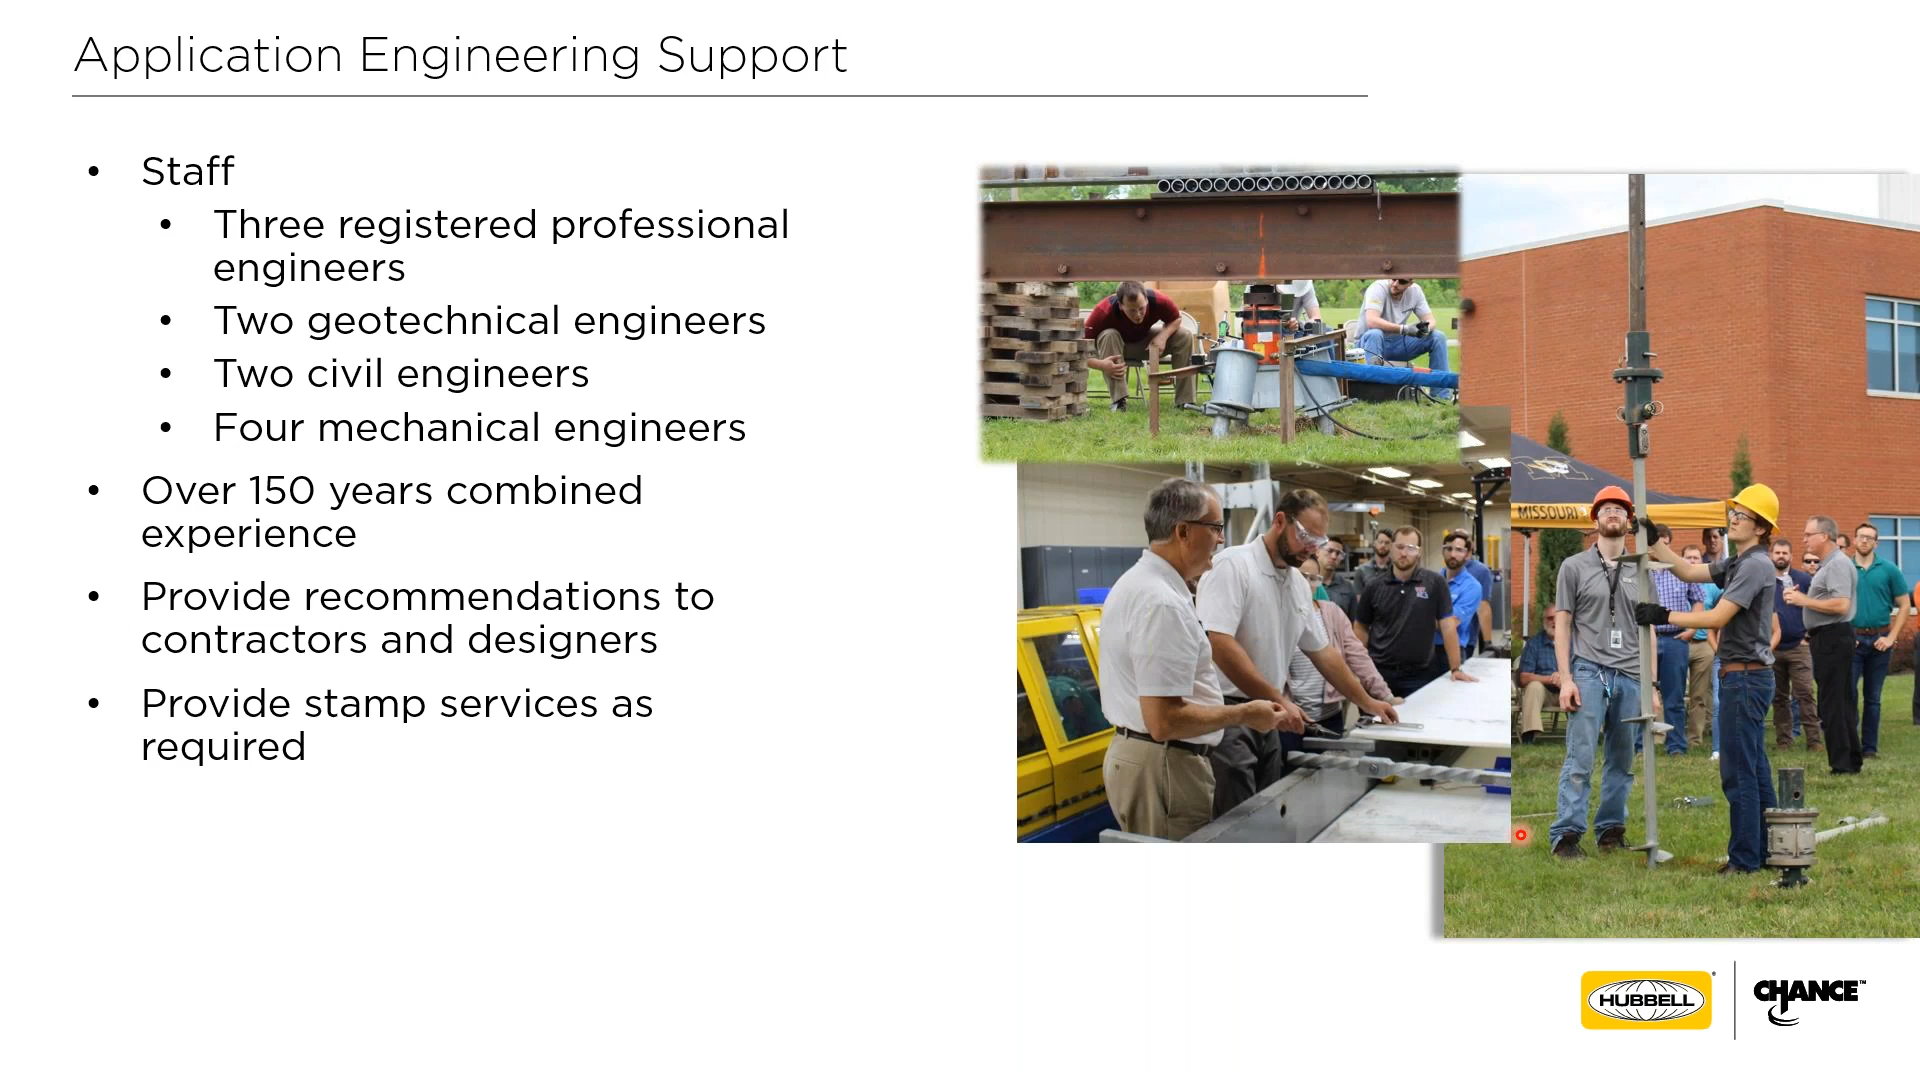 Application Engineering Support
• Staff
• Three registered professional
engineers
• Two geotechnical engineers
• Two civil engineers
• Four mechanical engineers
• Over 150 years combined
experience
• Provide recommendations to
contractors and designers
• Provide stamp services as
required
MISSOURI
HUBBELL®
CHANCE™